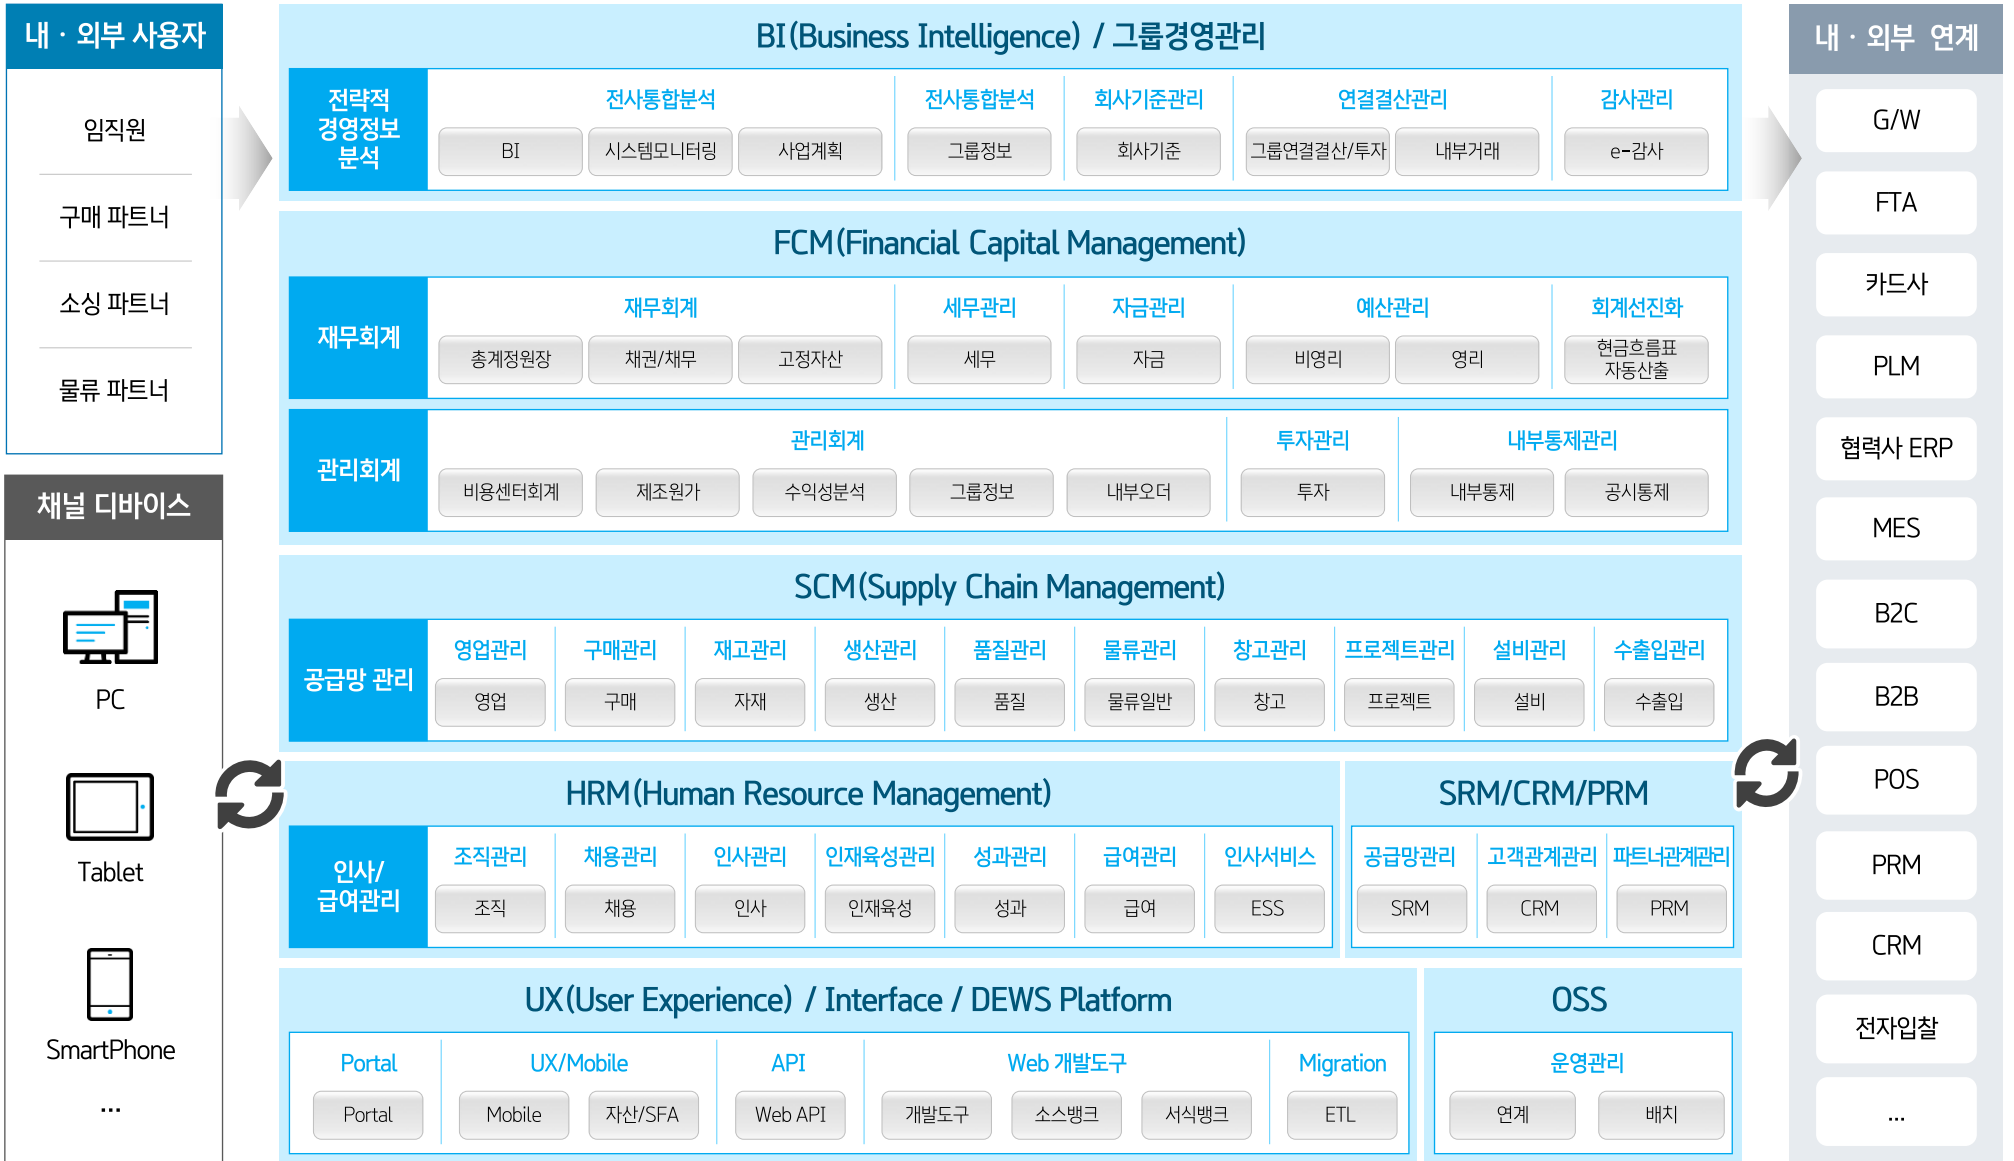 내 · 외부 사용자
임직원
구매 파트너
소싱 파트너
물류 파트너
채널 디바이스
PC
Tablet
SmartPhone
...
BI(Business Intelligence) / 그룹경영관리
전략적
경영정보
분석
전사통합분석
BI
시스템모니터링
사업계획
전사통합분석
그룹정보
회사기준관리
회사기준
연결결산관리
그룹연결결산/투자
내부거래
감사관리
e-감사
FCM(Financial Capital Management)
재무회계
재무회계
총계정원장
채권/채무
고정자산
세무관리
세무
자금관리
자금
예산관리
비영리
영리
회계선진화
현금흐름표
자동산출
관리회계
관리회계
비용센터회계
제조원가
수익성분석
그룹정보
내부오더
투자관리
투자
내부통제관리
내부통제
공시통제
SCM(Supply Chain Management)
공급망 관리
영업관리
영업
구매관리
구매
재고관리
자재
생산관리
생산
품질관리
품질
물류관리
물류일반
창고관리
창고
프로젝트관리
프로젝트
설비관리
설비
수출입관리
수출입
HRM(Human Resource Management)
인사/
급여관리
조직관리
조직
채용관리
채용
인사관리
인사
인재육성관리
인재육성
성과관리
성과
급여관리
급여
인사서비스
ESS
SRM/CRM/PRM
공급망관리
SRM
고객관계관리
CRM
파트너관계관리
PRM
UX(User Experience) / Interface / DEWS Platform
Portal
Portal
UX/Mobile
Mobile
자산/SFA
API
Web API
Web 개발도구
개발도구
소스뱅크
서식뱅크
Migration
ETL
OSS
운영관리
연계
배치
내 · 외부 연계
G/W
FTA
카드사
PLM
협력사 ERP
MES
B2C
B2B
POS
PRM
CRM
전자입찰
...